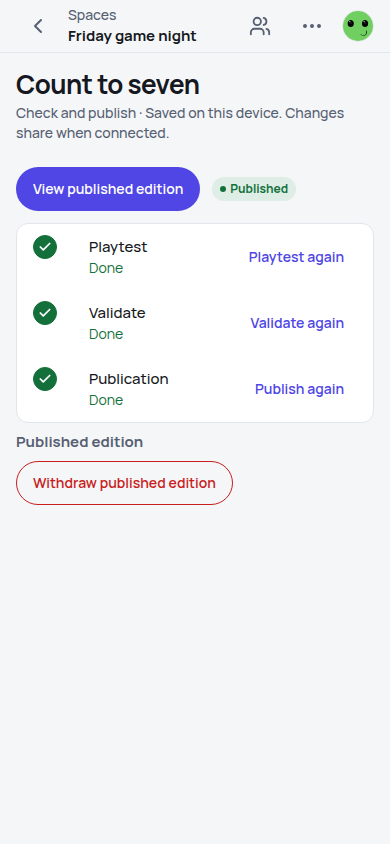 Spaces
Friday game night
Count to seven
Check and publish · Saved on this device. Changes
share when connected.
View published edition
Published
Playtest
Done
Playtest again
Validate
Done
Validate again
Publication
Done
Publish again
Published edition
Withdraw published edition